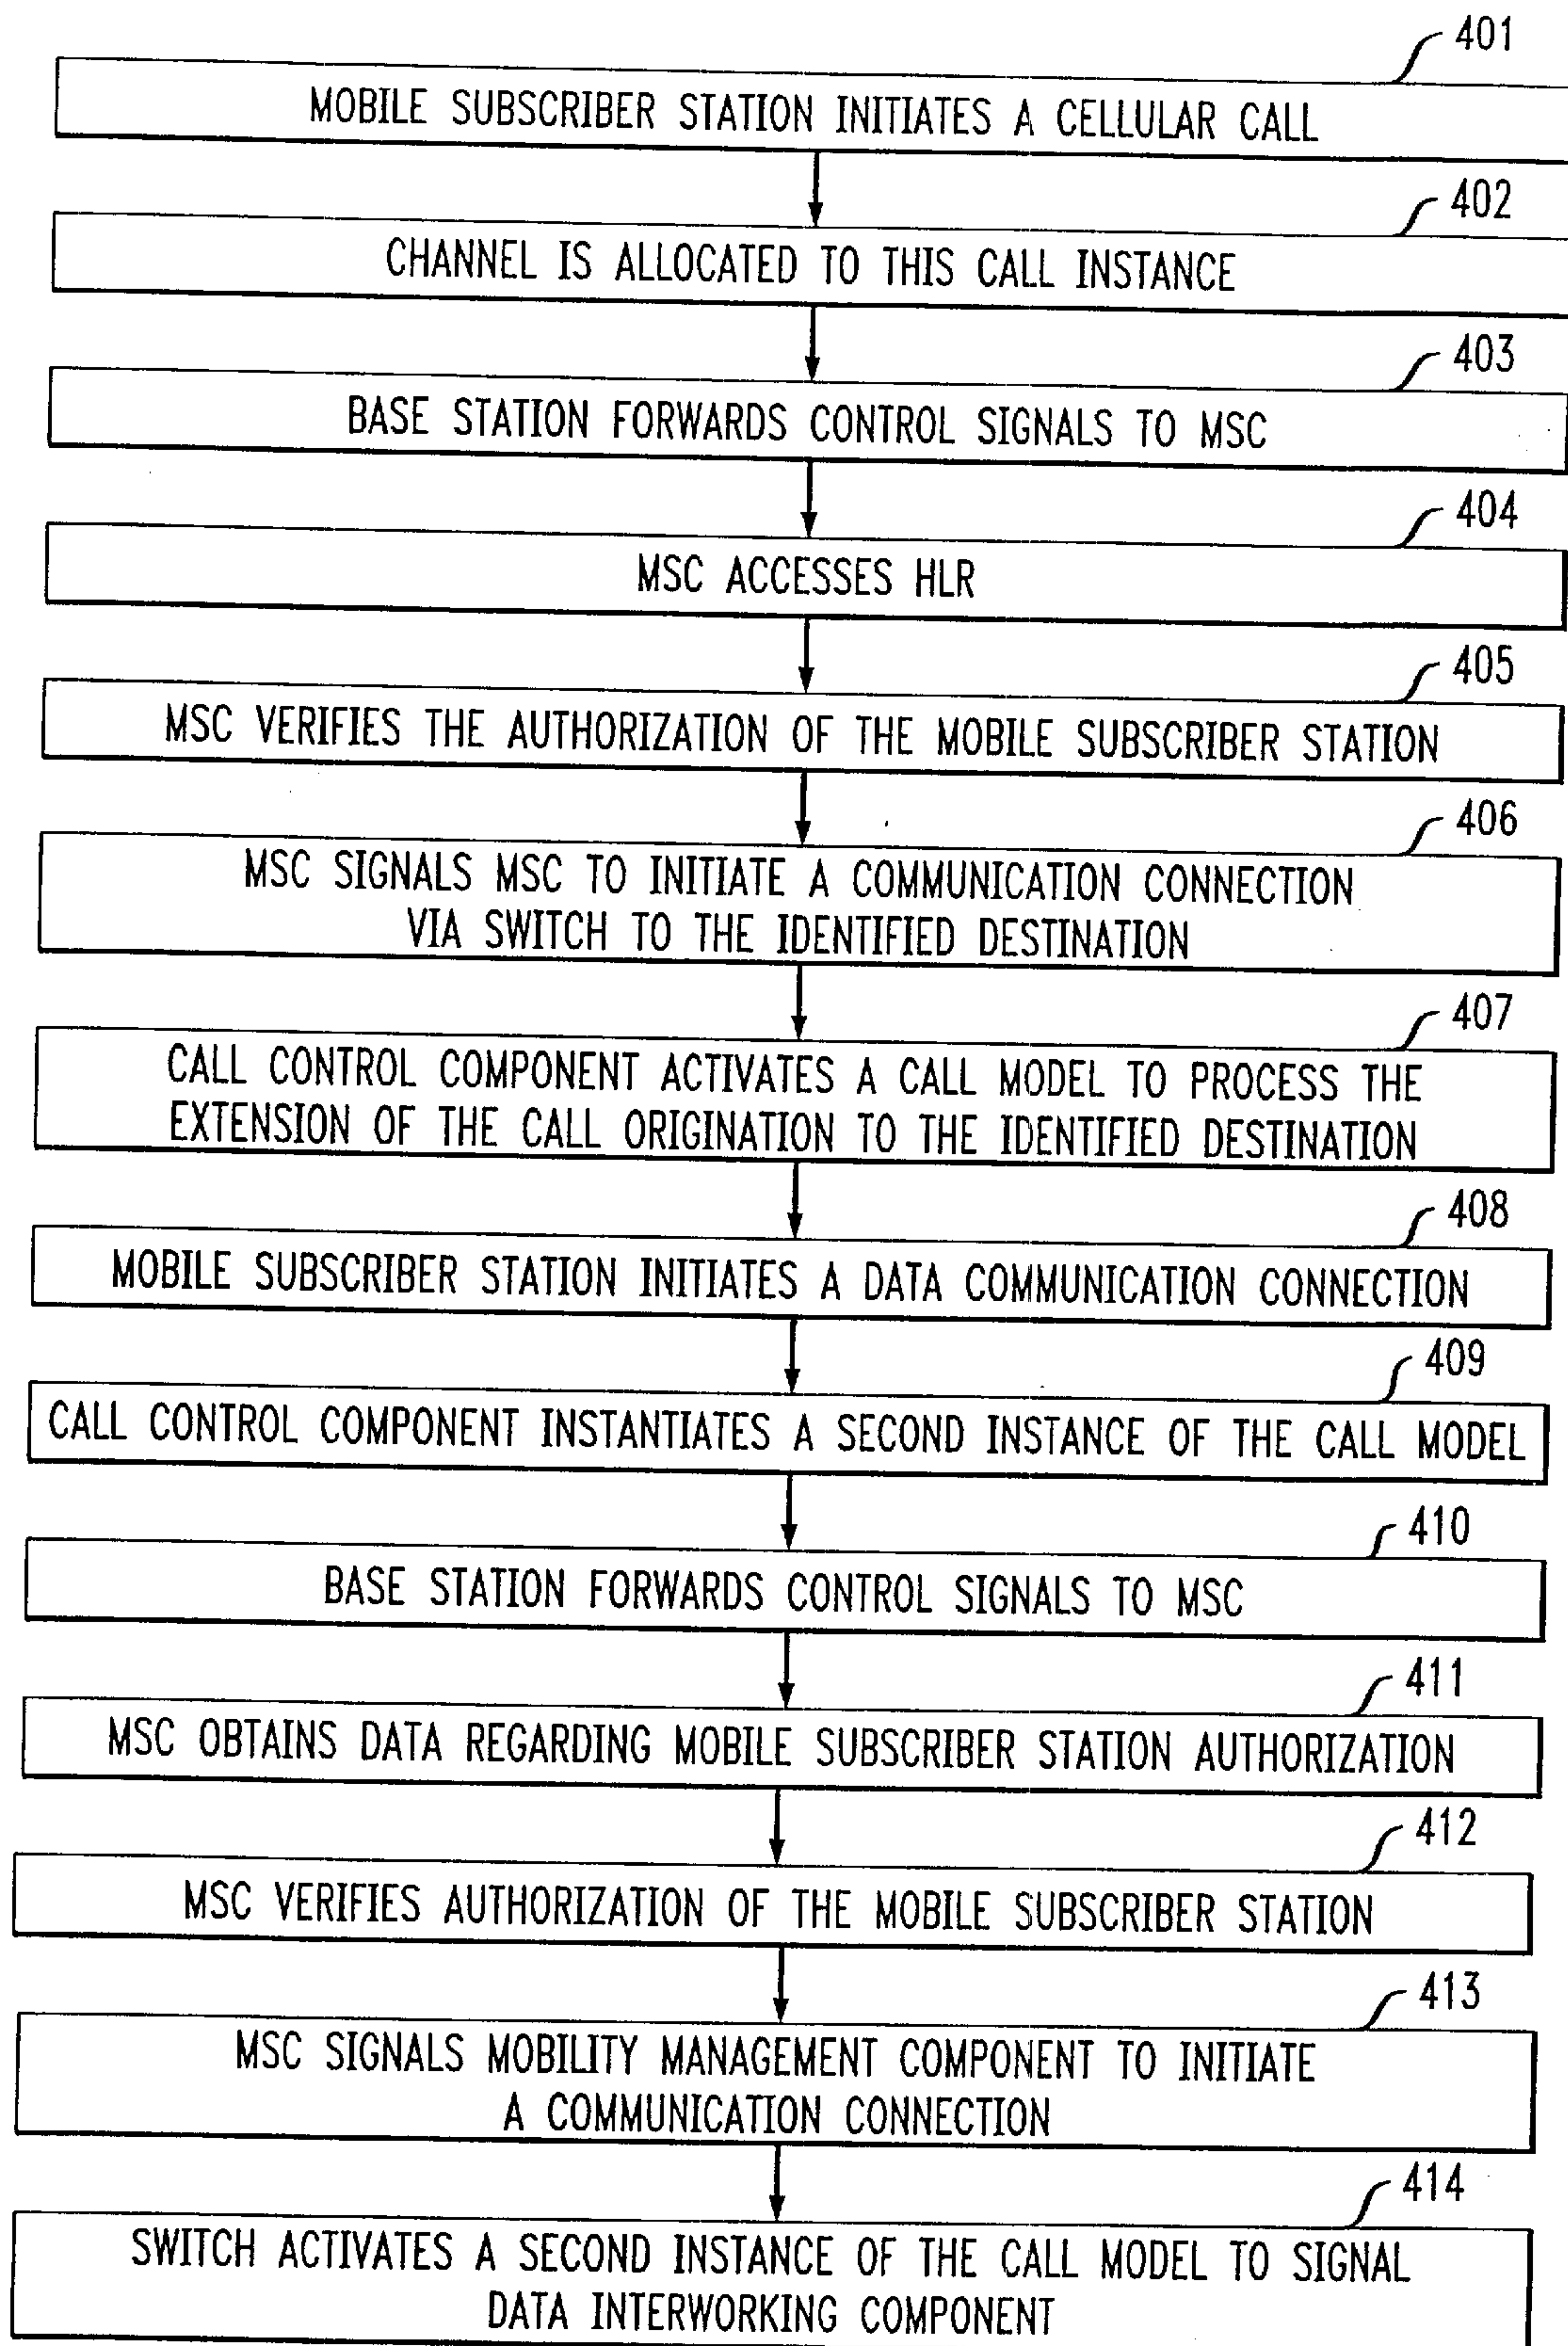 401
MOBILE SUBSCRIBER STATION INITIATES A CELLULAR CALL
402
CHANNEL IS ALLOCATED TO THIS CALL INSTANCE
403
BASE STATION FORWARDS CONTROL SIGNALS TO MSC
404
MSC ACCESSES HLR
405
MSC VERIFIES THE AUTHORIZATION OF THE MOBILE SUBSCRIBER STATION
406
MSC SIGNALS MSC TO INITIATE A COMMUNICATION CONNECTION
VIA SWITCH TO THE IDENTIFIED DESTINATION
407
CALL CONTROL COMPONENT ACTIVATES A CALL MODEL TO PROCESS THE
EXTENSION OF THE CALL ORIGINATION TO THE IDENTIFIED DESTINATION
408
MOBILE SUBSCRIBER STATION INITIATES A DATA COMMUNICATION CONNECTION
409
CALL CONTROL COMPONENT INSTANTIATES A SECOND INSTANCE OF THE CALL MODEL
410
BASE STATION FORWARDS CONTROL SIGNALS TO MSC
411
MSC OBTAINS DATA REGARDING MOBILE SUBSCRIBER STATION AUTHORIZATION
412
MSC VERIFIES AUTHORIZATION OF THE MOBILE SUBSCRIBER STATION
413
MSC SIGNALS MOBILITY MANAGEMENT COMPONENT TO INITIATE
A COMMUNICATION CONNECTION
414
SWITCH ACTIVATES A SECOND INSTANCE OF THE CALL MODEL TO SIGNAL
DATA INTERWORKING COMPONENT